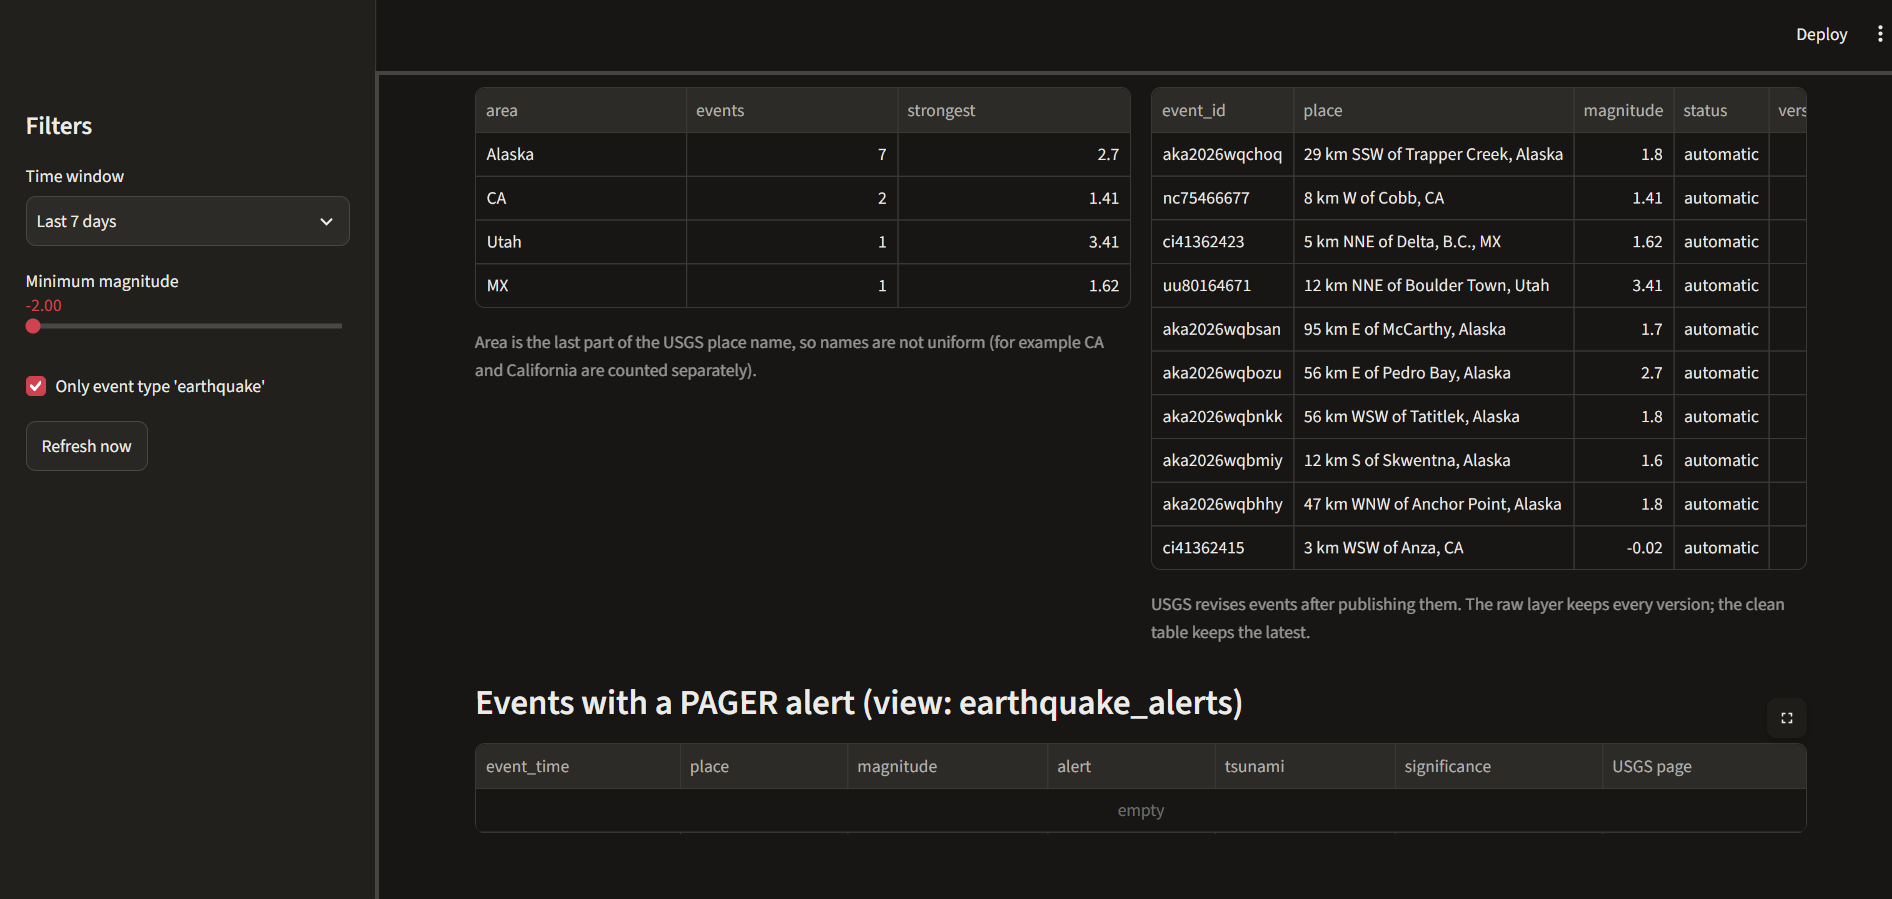 Deploy
Filters
Time window
Last 7 days
Minimum magnitude
-2.00
Only event type 'earthquake'
Refresh now
area events strongest
Alaska 7 2.7
CA 2 1.41
Utah 1 3.41
MX 1 1.62
Area is the last part of the USGS place name, so names are not uniform (for example CA
and California are counted separately).
event_id place magnitude status vers
aka2026wqchoq 29 km SSW of Trapper Creek, Alaska 1.8 automatic
nc75466677 8 km W of Cobb, CA 1.41 automatic
ci41362423 5 km NNE of Delta, B.C., MX 1.62 automatic
uu80164671 12 km NNE of Boulder Town, Utah 3.41 automatic
aka2026wqbsan 95 km E of McCarthy, Alaska 1.7 automatic
aka2026wqbozu 56 km E of Pedro Bay, Alaska 2.7 automatic
aka2026wqbnkk 56 km WSW of Tatitlek, Alaska 1.8 automatic
aka2026wqbmiy 12 km S of Skwentna, Alaska 1.6 automatic
aka2026wqbhhy 47 km WNW of Anchor Point, Alaska 1.8 automatic
ci41362415 3 km WSW of Anza, CA -0.02 automatic
USGS revises events after publishing them. The raw layer keeps every version; the clean
table keeps the latest.
Events with a PAGER alert (view: earthquake_alerts)
event_time place magnitude alert tsunami significance USGS page
empty